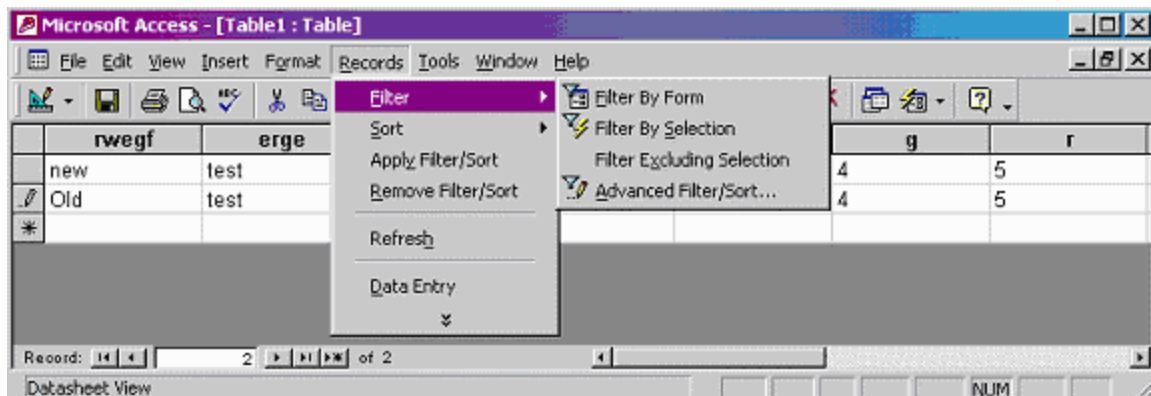 Microsoft Access - [Table1 : Table]
File Edit View Insert Format Records Tools Window Help
Filter
Sort
Apply Filter/Sort
Remove Filter/Sort
Refresh
Data Entry
Filter By Form
Filter By Selection
Filter Excluding Selection
Advanced Filter/Sort...
rwegf erge g r
new test 4 5
Old test 4 5
Record: 2 of 2
Datasheet View NUM